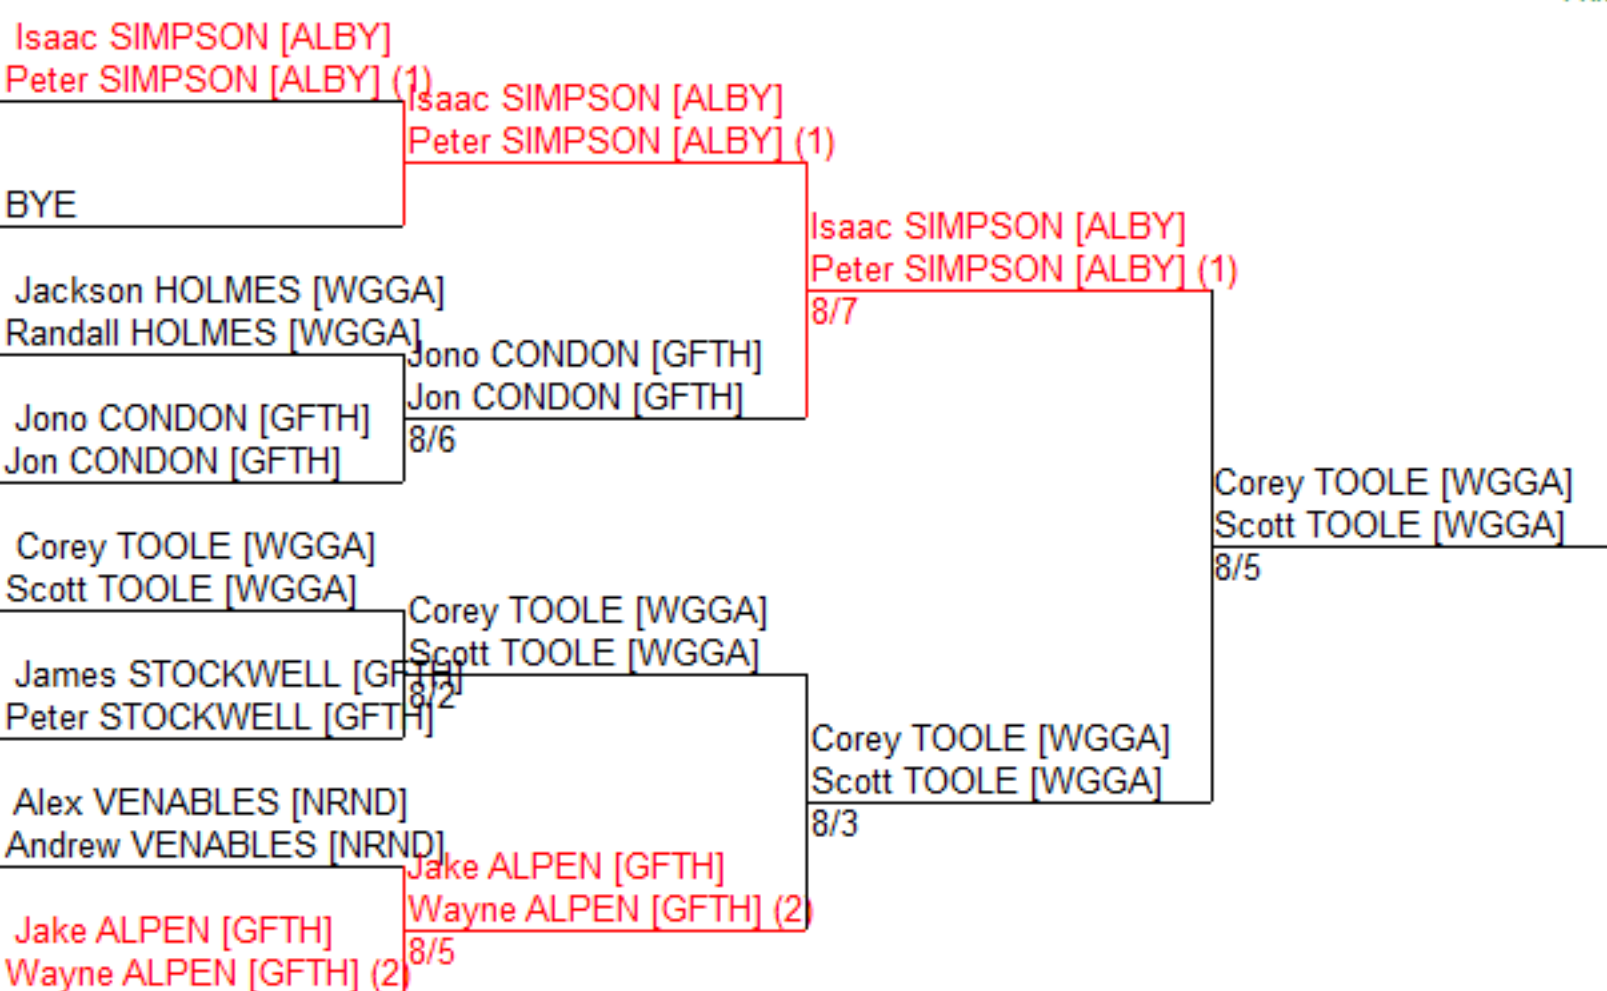 Isaac SIMPSON [ALBY]
Peter SIMPSON [ALBY] (1)
BYE
Jackson HOLMES [WGGA]
Randall HOLMES [WGGA]
Jono CONDON [GFTH]
Jon CONDON [GFTH]
Corey TOOLE [WGGA]
Scott TOOLE [WGGA]
James STOCKWELL [GFTH]
Peter STOCKWELL [GFTH]
Alex VENABLES [NRND]
Andrew VENABLES [NRND]
Jake ALPEN [GFTH]
Wayne ALPEN [GFTH] (2)
Isaac SIMPSON [ALBY]
Peter SIMPSON [ALBY] (1)
Jono CONDON [GFTH]
Jon CONDON [GFTH]
8/6
Corey TOOLE [WGGA]
Scott TOOLE [WGGA]
8/2
Jake ALPEN [GFTH]
Wayne ALPEN [GFTH] (2)
8/5
Isaac SIMPSON [ALBY]
Peter SIMPSON [ALBY] (1)
8/7
Corey TOOLE [WGGA]
Scott TOOLE [WGGA]
8/3
Corey TOOLE [WGGA]
Scott TOOLE [WGGA]
8/5